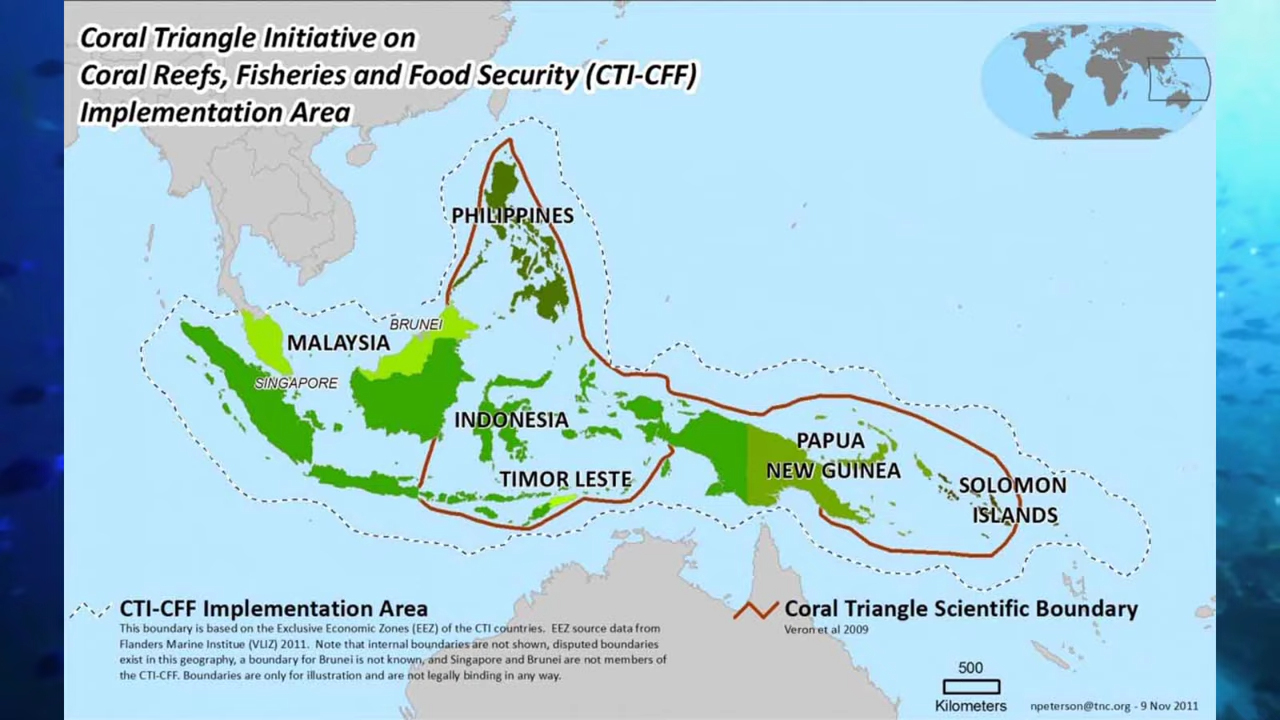 Coral Triangle Initiative on
Coral Reefs, Fisheries and Food Security (CTI-CFF)
Implementation Area
PHILIPPINES
BRUNEI
MALAYSIA
SINGAPORE
INDONESIA
PAPUA
NEW GUINEA
TIMOR LESTE
SOLOMON
ISLANDS
CTI-CFF Implementation Area
This boundary is based on the Exclusive Economic Zones (EEZ) of the CTI countries. EEZ source data from
Flanders Marine Institue (VLIZ) 2011. Note that internal boundaries are not shown, disputed boundaries
exist in this geography, a boundary for Brunei is not known, and Singapore and Brunei are not members of
the CTI-CFF. Boundaries are only for illustration and are not legally binding in any way.
Coral Triangle Scientific Boundary
Veron et al 2009
500
Kilometers
npeterson@tnc.org - 9 Nov 2011